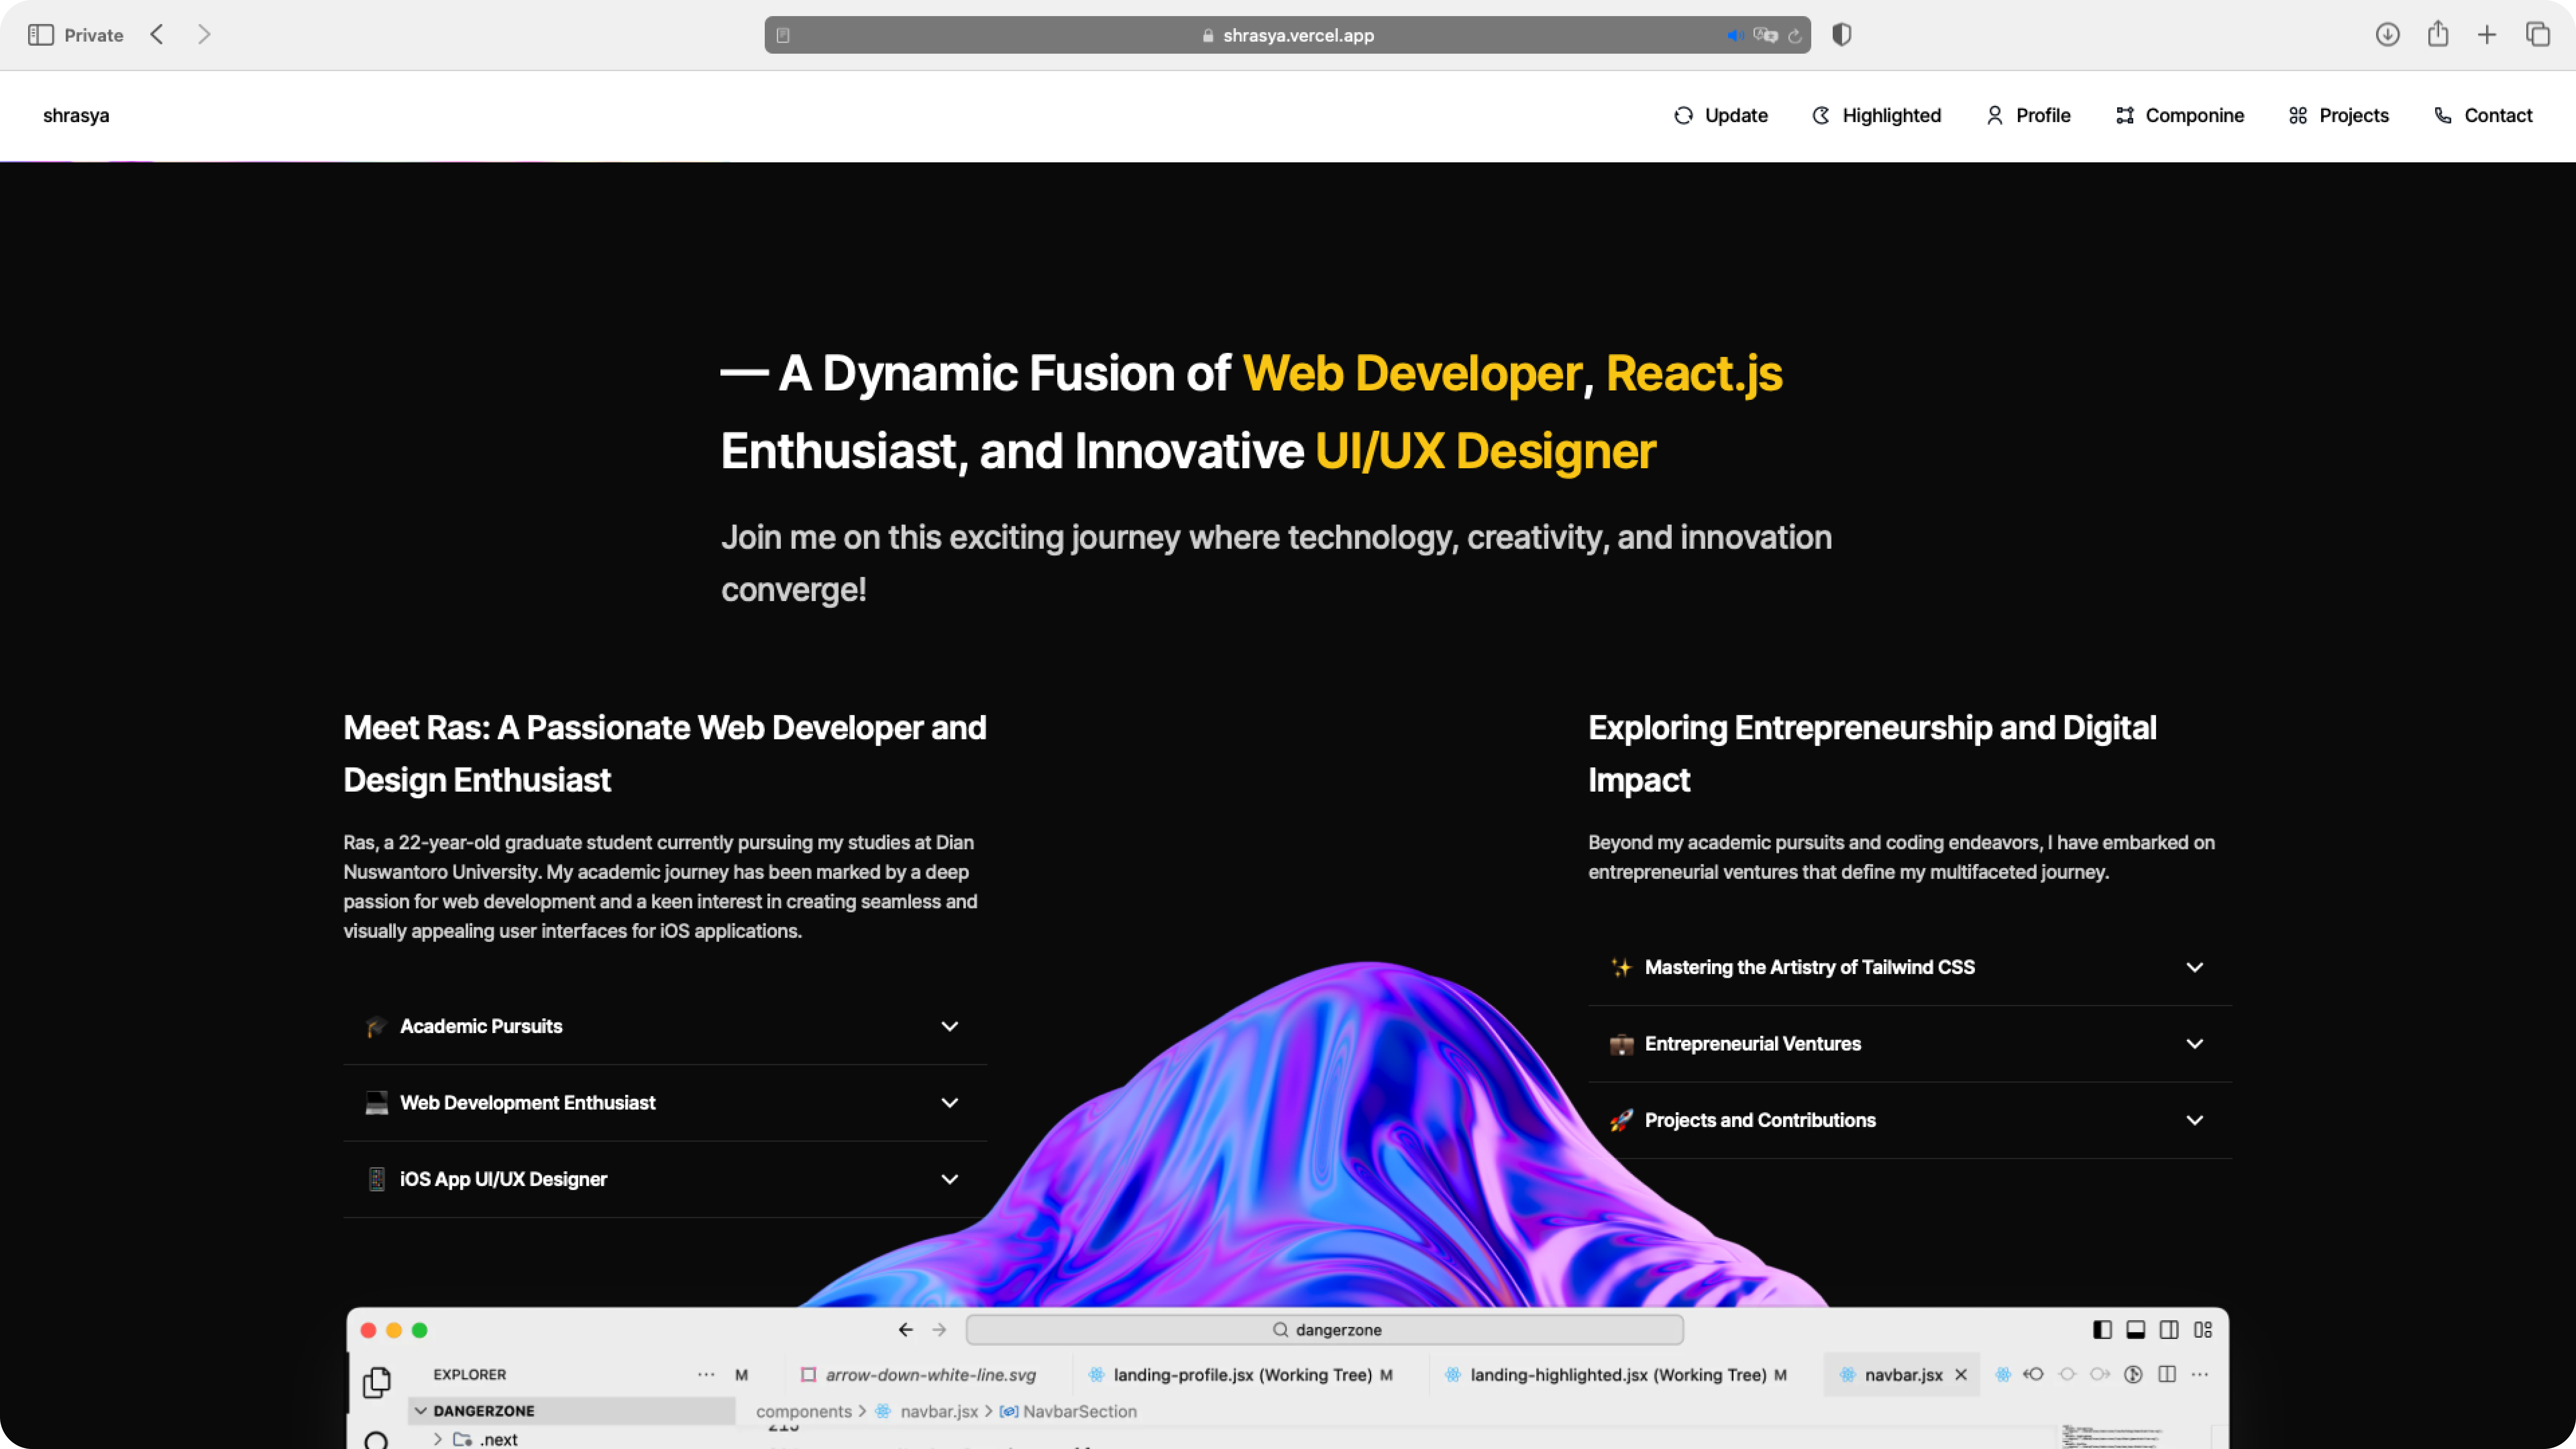 Private
shrasya.vercel.app
shrasya
Update
Highlighted
Profile
Componine
Projects
Contact
— A Dynamic Fusion of Web Developer, React.js
Enthusiast, and Innovative UI/UX Designer
Join me on this exciting journey where technology, creativity, and innovation
converge!
Meet Ras: A Passionate Web Developer and
Design Enthusiast
Ras, a 22-year-old graduate student currently pursuing my studies at Dian
Nuswantoro University. My academic journey has been marked by a deep
passion for web development and a keen interest in creating seamless and
visually appealing user interfaces for iOS applications.
Academic Pursuits
Web Development Enthusiast
iOS App UI/UX Designer
Exploring Entrepreneurship and Digital
Impact
Beyond my academic pursuits and coding endeavors, I have embarked on
entrepreneurial ventures that define my multifaceted journey.
Mastering the Artistry of Tailwind CSS
Entrepreneurial Ventures
Projects and Contributions
dangerzone
EXPLORER
M
arrow-down-white-line.svg
landing-profile.jsx (Working Tree) M
landing-highlighted.jsx (Working Tree) M
navbar.jsx
DANGERZONE
components > navbar.jsx > NavbarSection
.next